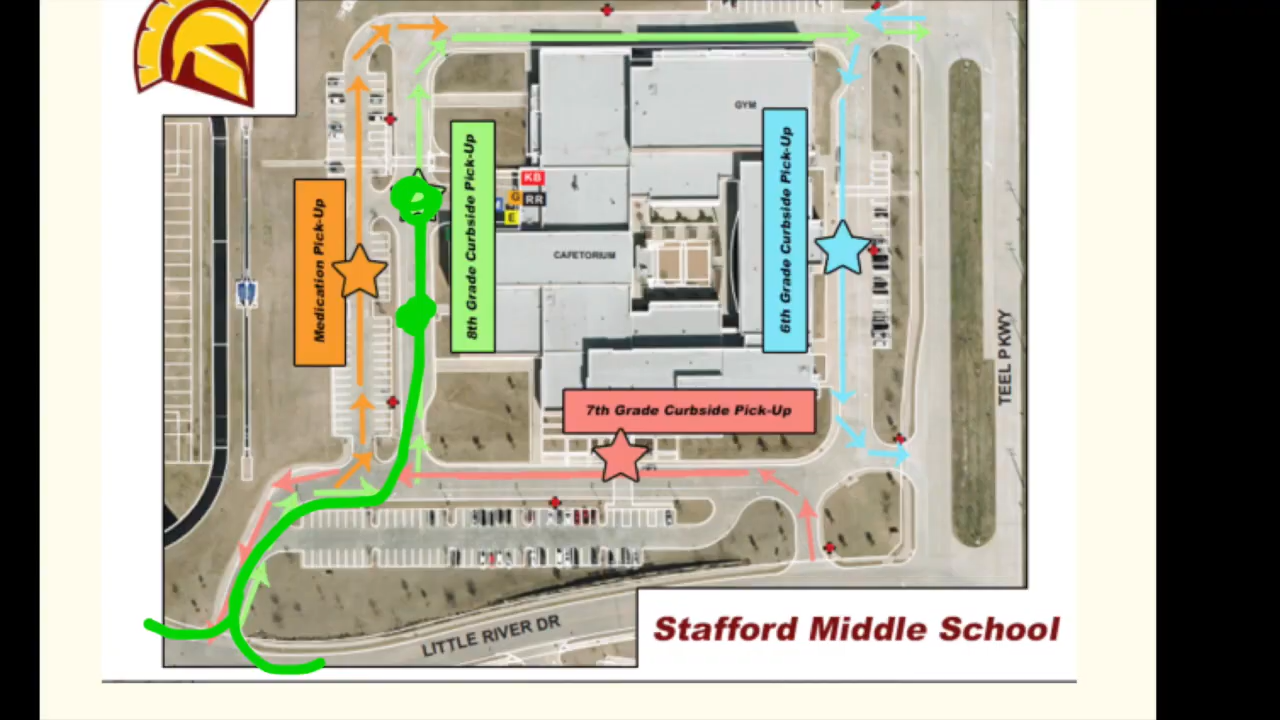 GYM
KB
G
RR
E
Medication Pick-Up
8th Grade Curbside Pick-Up
6th Grade Curbside Pick-Up
CAFETORIUM
7th Grade Curbside Pick-Up
TEEL PKWY
LITTLE RIVER DR
Stafford Middle School